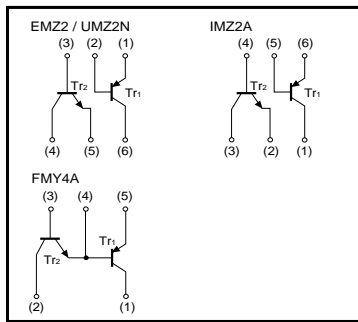 EMZ2 / UMZ2N
(3) (2) (1)
Tr2 Tr1
(4) (5) (6)
IMZ2A
(4) (5) (6)
Tr2 Tr1
(3) (2) (1)
FMY4A
(3) (4) (5)
Tr1
Tr2
(2) (1)